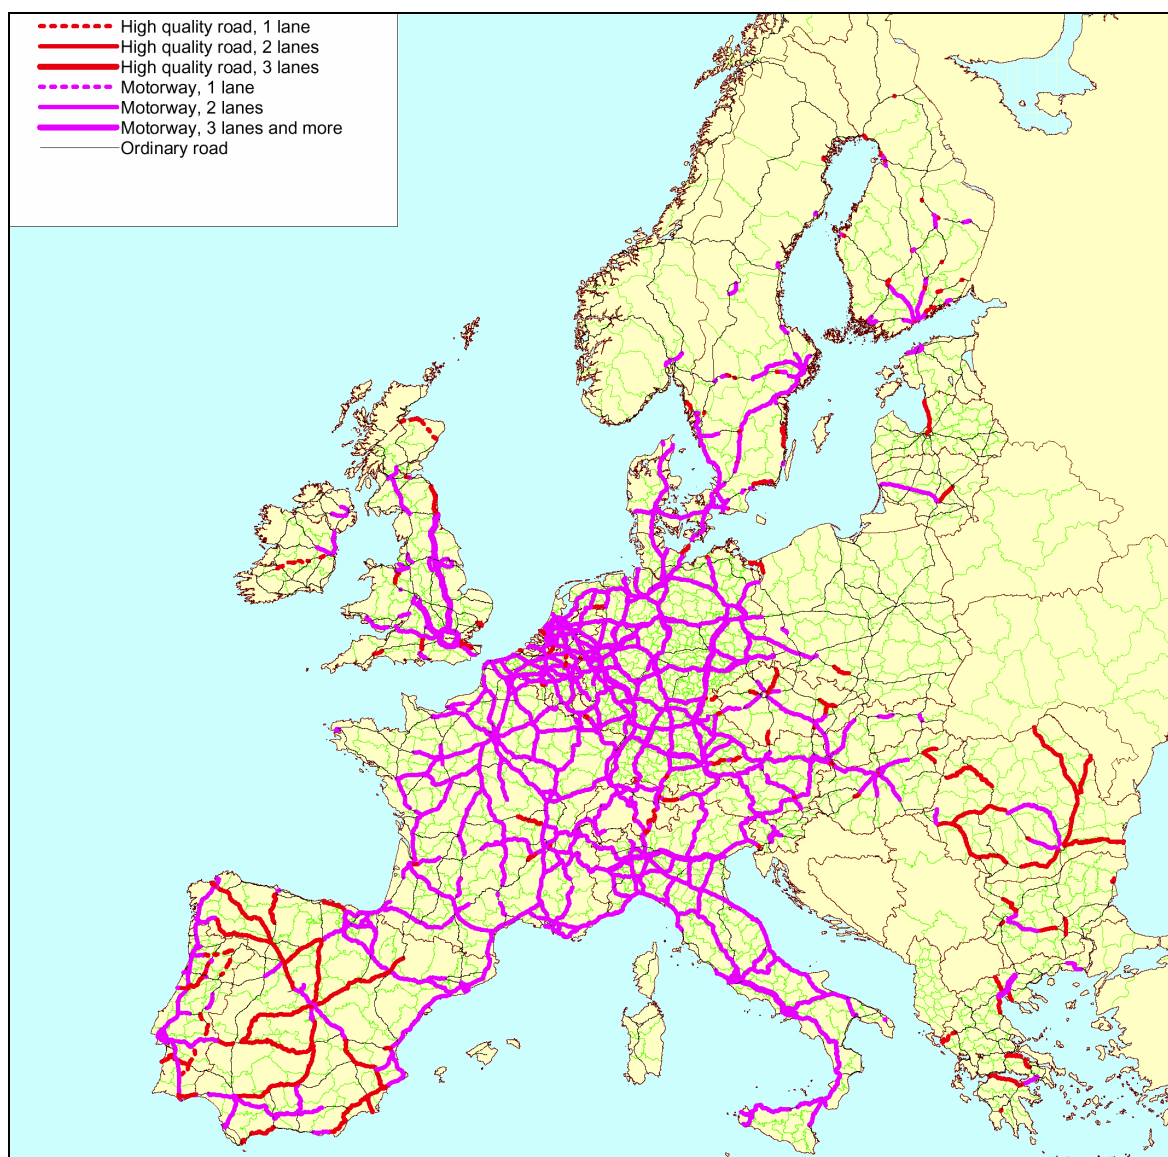 High quality road, 1 lane
High quality road, 2 lanes
High quality road, 3 lanes
Motorway, 1 lane
Motorway, 2 lanes
Motorway, 3 lanes and more
Ordinary road